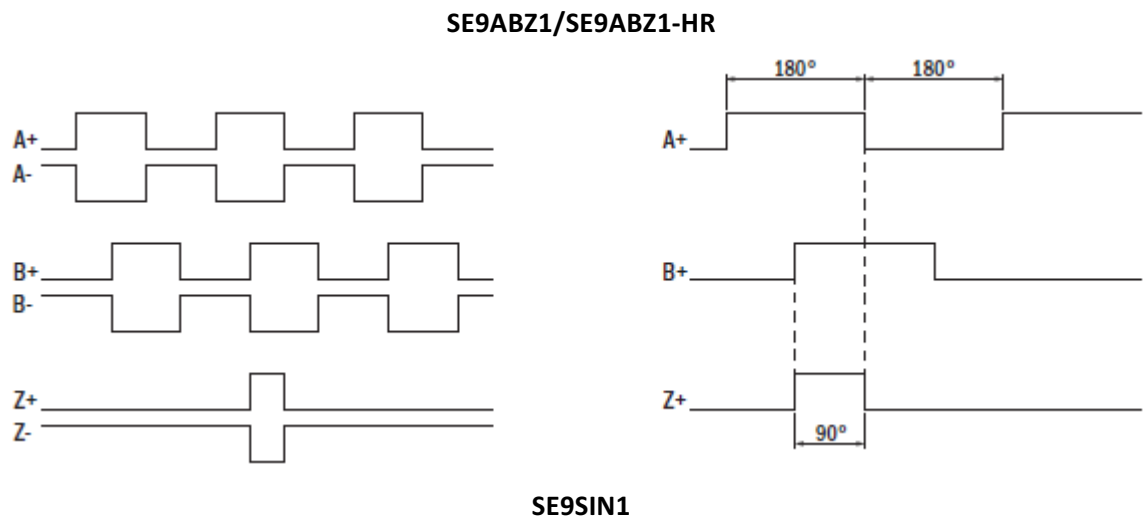 SE9ABZ1/SE9ABZ1-HR
180° 180°
A+
A-
B+
B-
Z+
Z-
A+
B+
Z+
90°
SE9SIN1